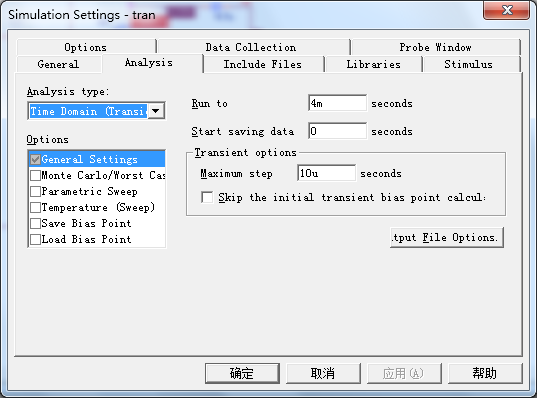 Simulation Settings - tran
Options
Data Collection
Probe Window
General
Analysis
Include Files
Libraries
Stimulus
Analysis type:
Time Domain (Transi
Options
General Settings
Monte Carlo/Worst Cas
Parametric Sweep
Temperature (Sweep)
Save Bias Point
Load Bias Point
Run to
4m
seconds
Start saving data
0
seconds
Transient options
Maximum step
10u
seconds
Skip the initial transient bias point calcul
tput File Options.
确定
取消
应用(A)
帮助